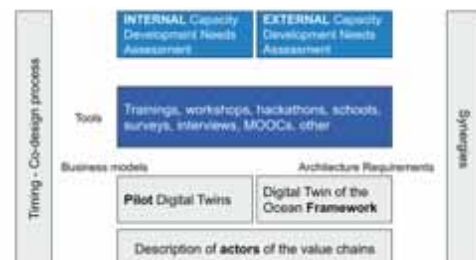 INTERNAL Capacity
Development Needs
Assessment
EXTERNAL Capacity
Development Needs
Assessment
Timing - Co-design process
Tools
Trainings, workshops, hackathons, schools,
surveys, interviews, MOOCs, other
Synergies
Business models
Architecture Requirements
Pilot Digital Twins
Digital Twin of the
Ocean Framework
Description of actors of the value chains